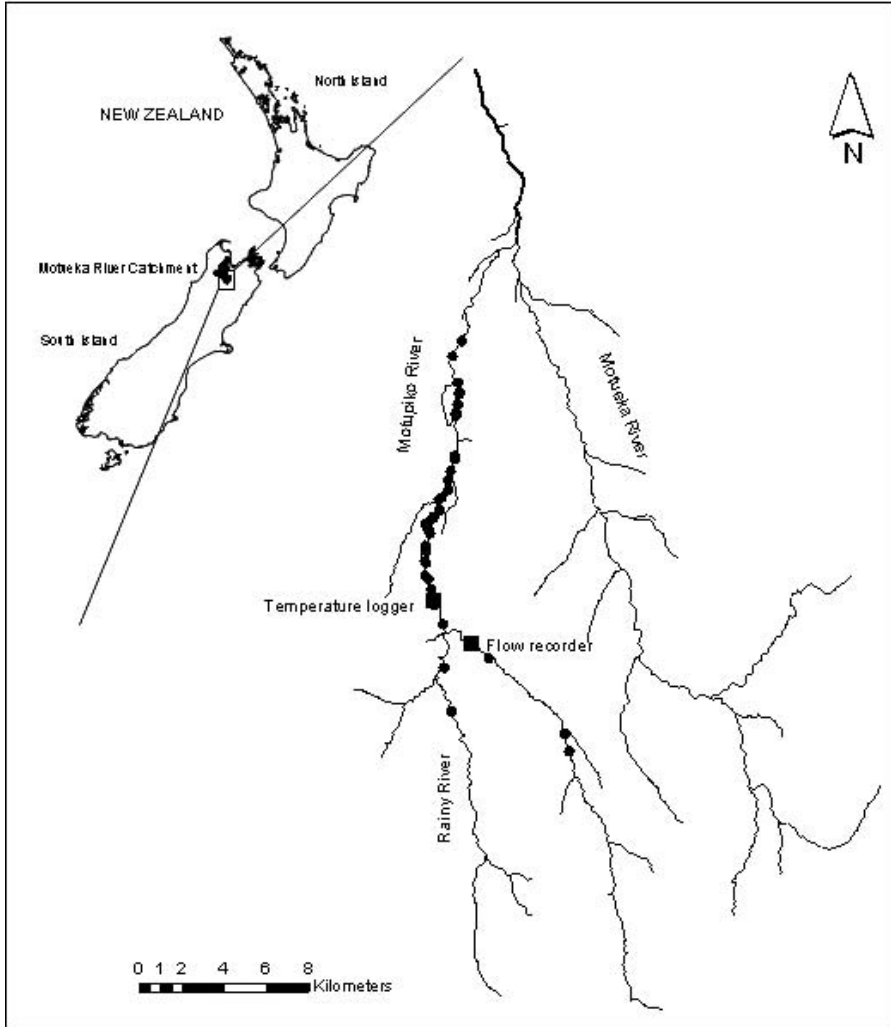 North Island
NEW ZEALAND
N
Motueka River Catchment
South Island
Motupiko River
Motueka River
Temperature logger
Flow recorder
Rainy River
0 1 2 4 6 8
Kilometers